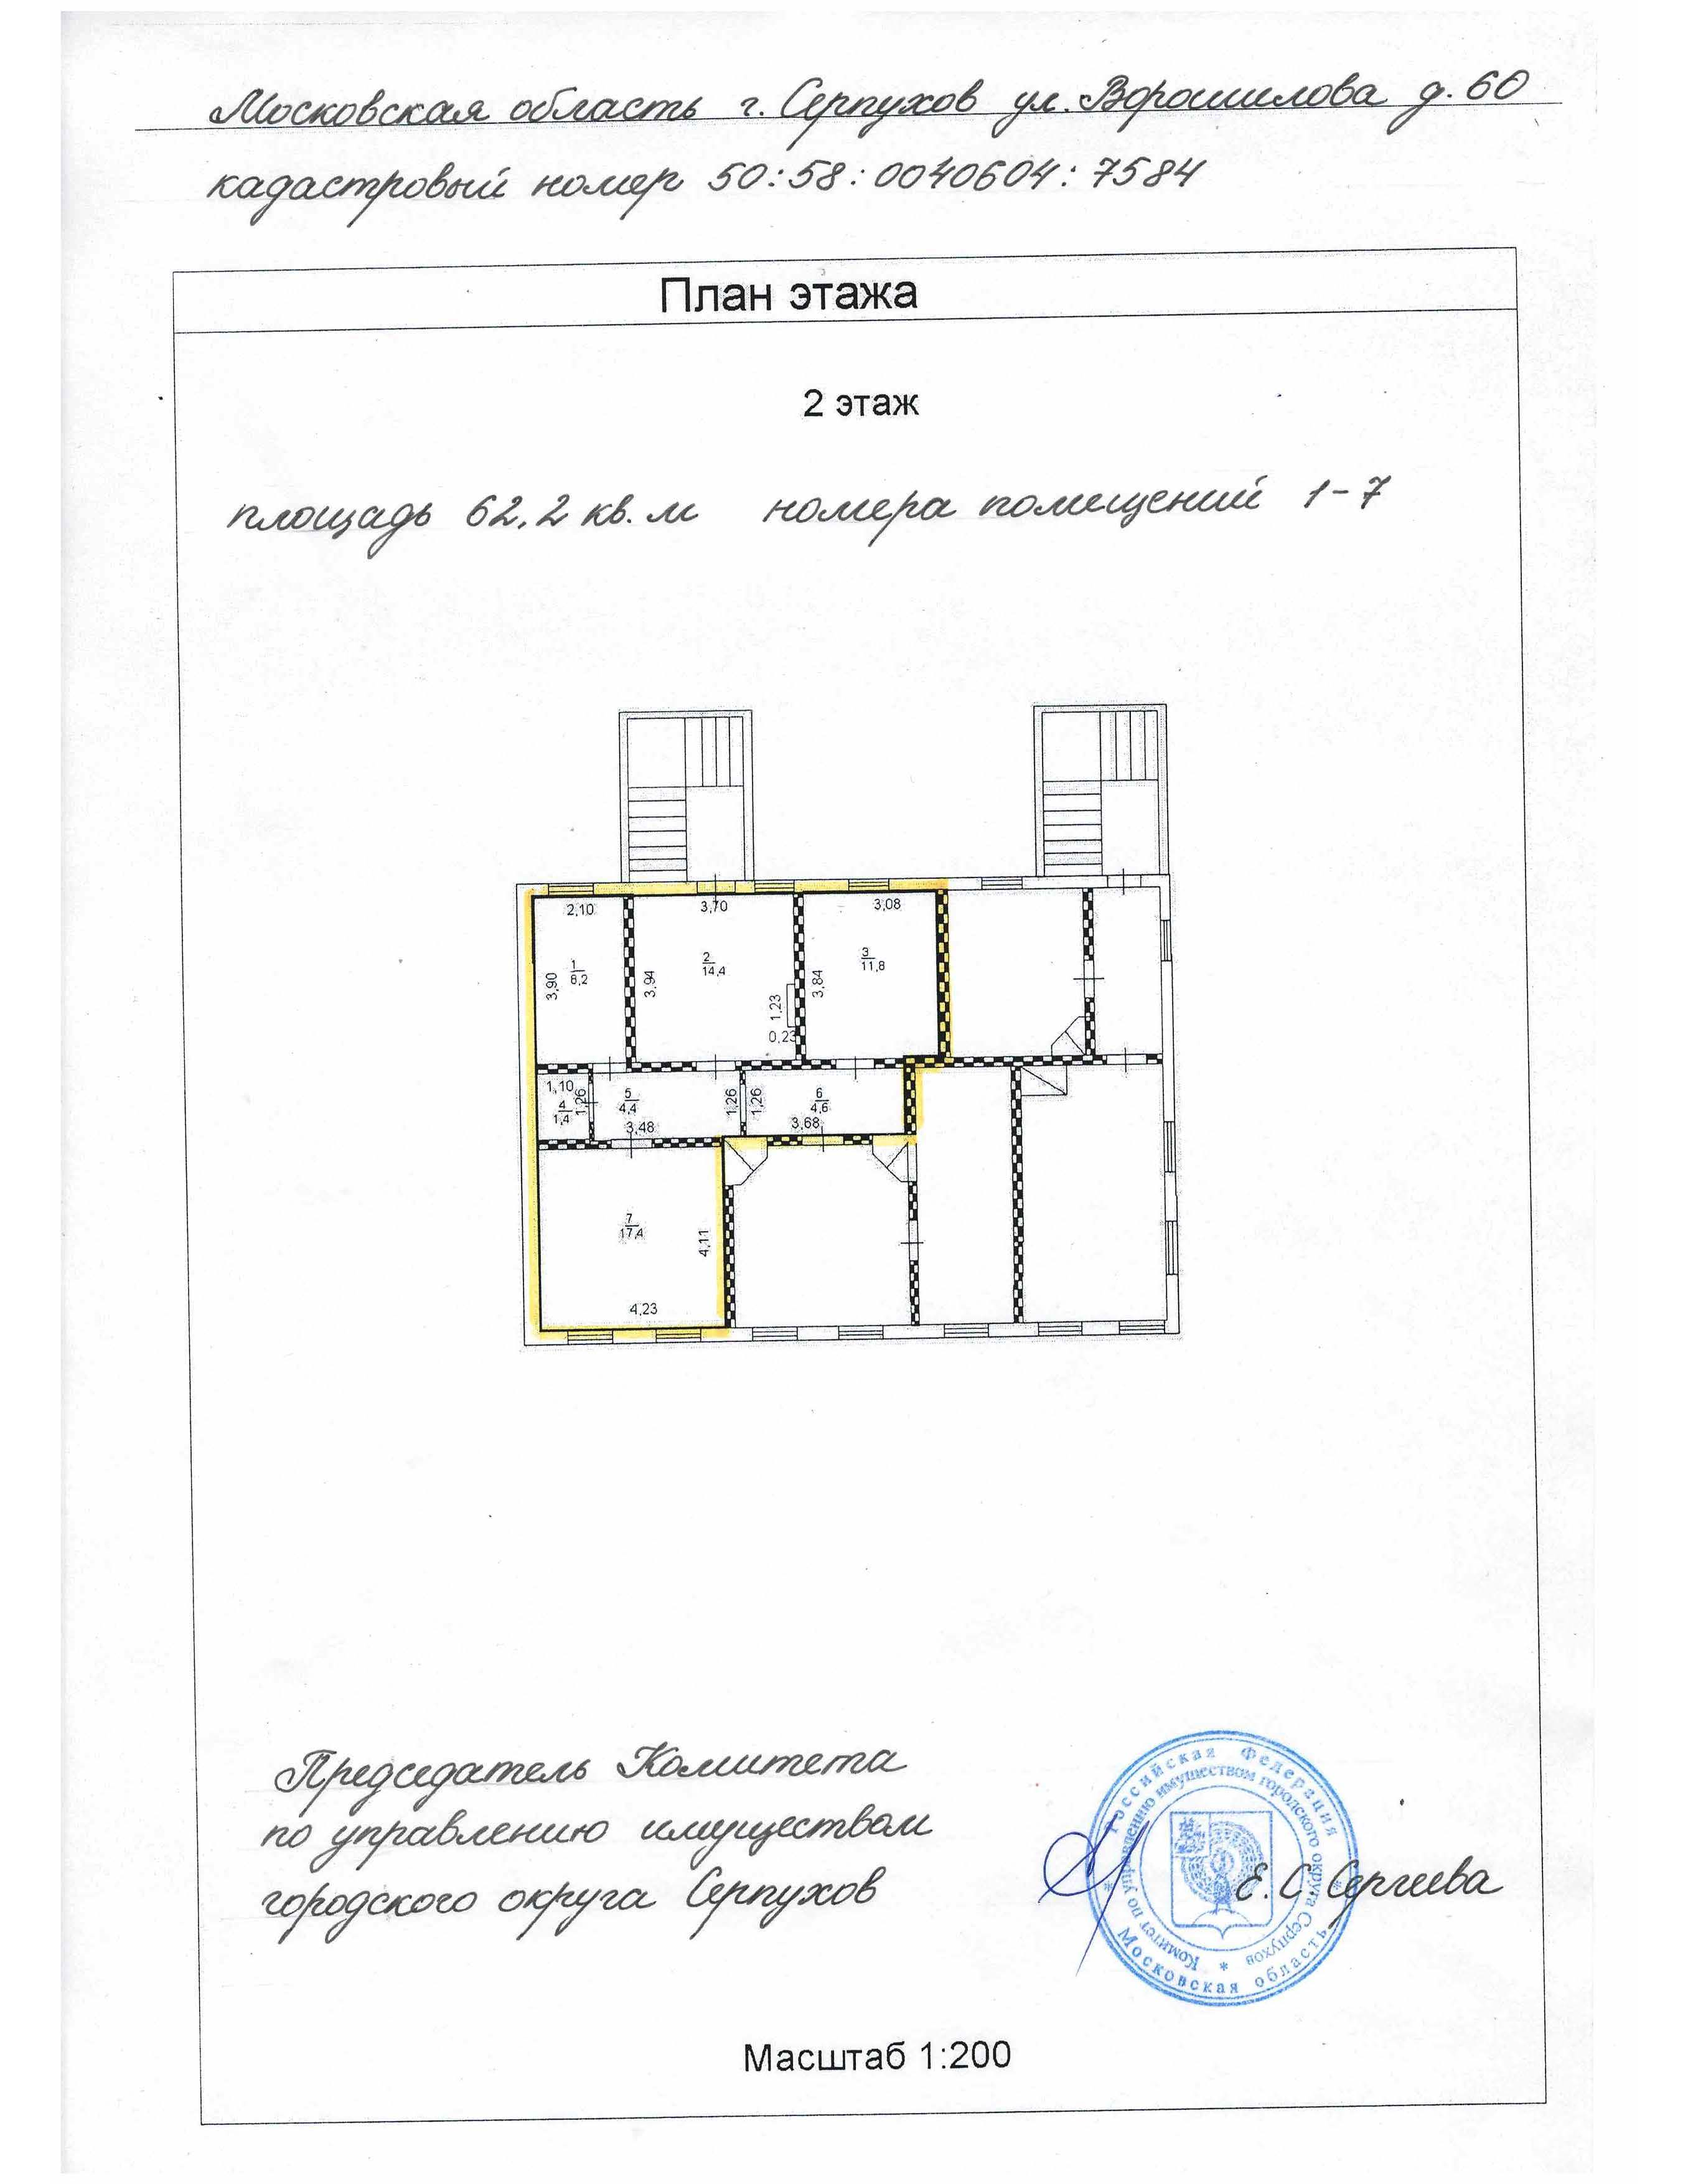 Московская область г. Серпухов ул. Ворошилова д. 60
кадастровый номер 50:58:0040604:7584
План этажа
2 этаж
площадь 62,2 кв. м номера помещений 1-7
2,10
3,70
3,08
1
8,2
3,90
2
14,4
3,94
1,23
0,23
3
11,8
3,84
1,10
4
1,4
1,26
5
4,4
3,48
1,26
1,26
6
4,6
3,68
7
17,4
4,11
4,23
Председатель Комитета
по управлению имуществом
городского округа Серпухов
Е. С. Сергеева
* Российская Федерация * Московская область
Комитет по управлению имуществом городского округа Серпухов *
Масштаб 1:200